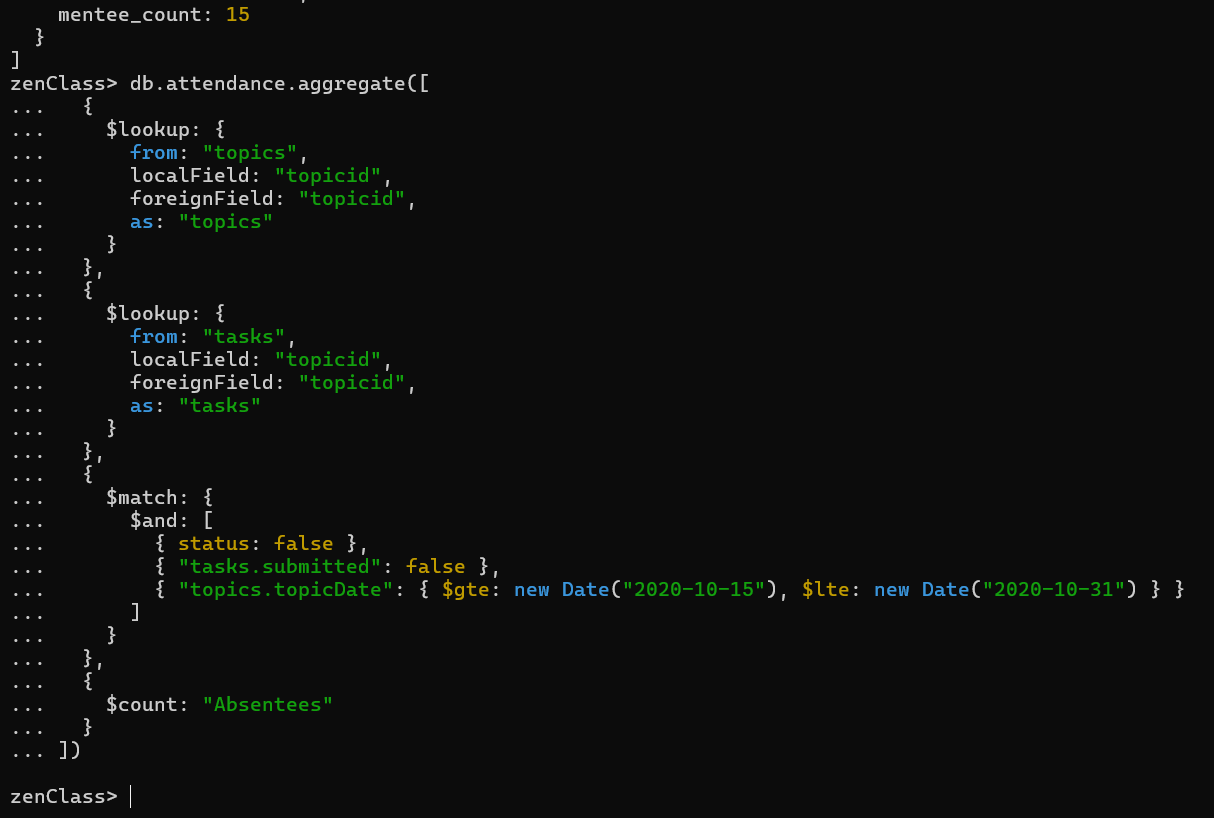 mentee_count: 15
  }
]
zenClass> db.attendance.aggregate([
...   {
...     $lookup: {
...       from: "topics",
...       localField: "topicid",
...       foreignField: "topicid",
...       as: "topics"
...     }
...   },
...   {
...     $lookup: {
...       from: "tasks",
...       localField: "topicid",
...       foreignField: "topicid",
...       as: "tasks"
...     }
...   },
...   {
...     $match: {
...       $and: [
...         { status: false },
...         { "tasks.submitted": false },
...         { "topics.topicDate": { $gte: new Date("2020-10-15"), $lte: new Date("2020-10-31") } }
...       ]
...     }
...   },
...   {
...     $count: "Absentees"
...   }
... ])

zenClass>